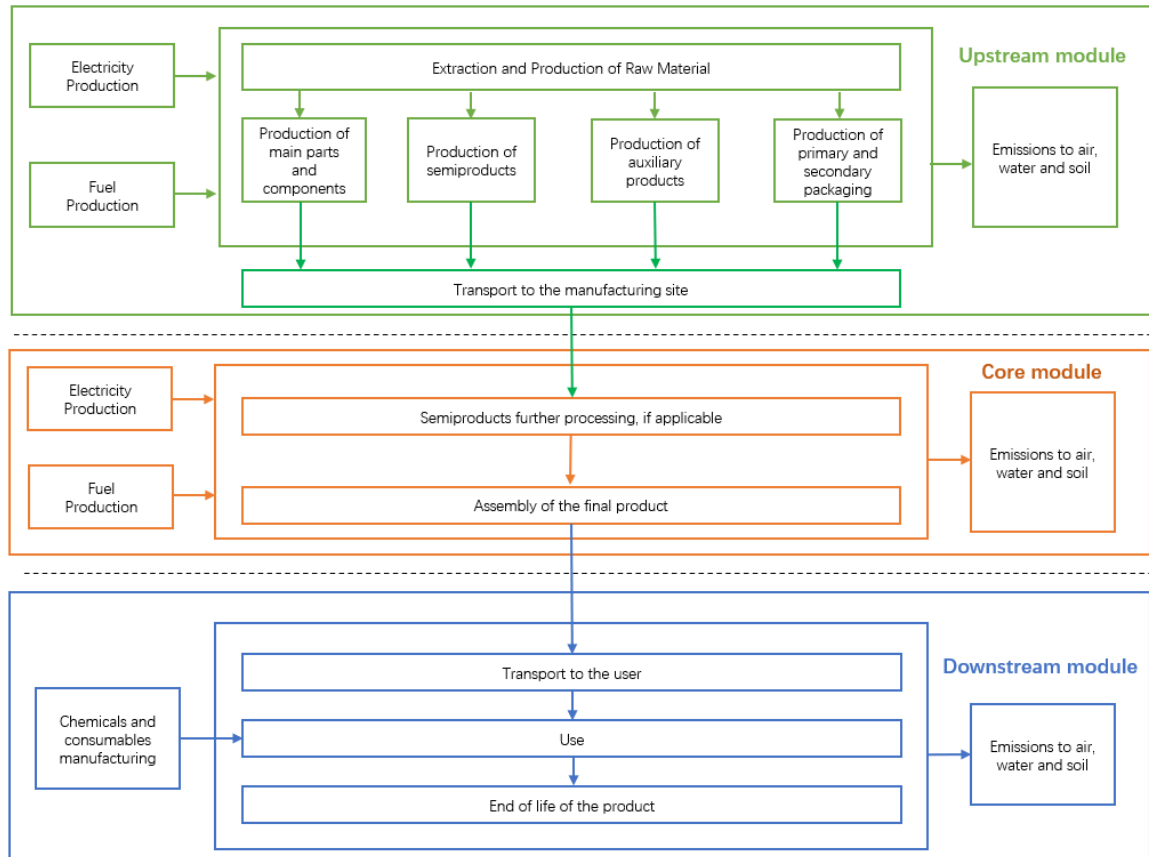 Upstream module
Electricity
Production
Extraction and Production of Raw Material
Production of
main parts
and
components
Production of
semiproducts
Production of
auxiliary
products
Production of
primary and
secondary
packaging
Emissions to air,
water and soil
Fuel
Production
Transport to the manufacturing site
Core module
Electricity
Production
Semiproducts further processing, if applicable
Emissions to air,
water and soil
Fuel
Production
Assembly of the final product
Downstream module
Transport to the user
Chemicals and
consumables
manufacturing
Use
Emissions to air,
water and soil
End of life of the product